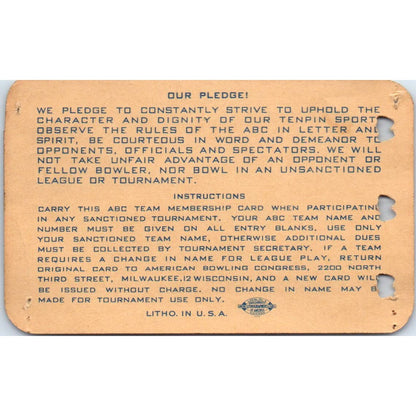 OUR PLEDGE!
WE PLEDGE TO CONSTANTLY STRIVE TO UPHOLD THE
CHARACTER AND DIGNITY OF OUR TENPIN SPORT,
OBSERVE THE RULES OF THE ABC IN LETTER AND
SPIRIT, BE COURTEOUS IN WORD AND DEMEANOR TO
OPPONENTS, OFFICIALS AND SPECTATORS. WE WILL
NOT TAKE UNFAIR ADVANTAGE OF AN OPPONENT OR
FELLOW BOWLER, NOR BOWL IN AN UNSANCTIONED
LEAGUE OR TOURNAMENT.
INSTRUCTIONS
CARRY THIS ABC TEAM MEMBERSHIP CARD WHEN PARTICIPATING
IN ANY SANCTIONED TOURNAMENT. YOUR ABC TEAM NAME AND
NUMBER MUST BE GIVEN ON ALL ENTRY BLANKS, USE ONLY
YOUR SANCTIONED TEAM NAME, OTHERWISE ADDITIONAL DUES
MUST BE COLLECTED BY TOURNAMENT SECRETARY. IF A TEAM
REQUIRES A CHANGE IN NAME FOR LEAGUE PLAY, RETURN
ORIGINAL CARD TO AMERICAN BOWLING CONGRESS, 2200 NORTH
THIRD STREET, MILWAUKEE.12 WISCONSIN, AND A NEW CARD WILL
BE ISSUED WITHOUT CHARGE. NO CHANGE IN NAME MAY BE
MADE FOR TOURNAMENT USE ONLY.
LITHO. IN U.S.A.